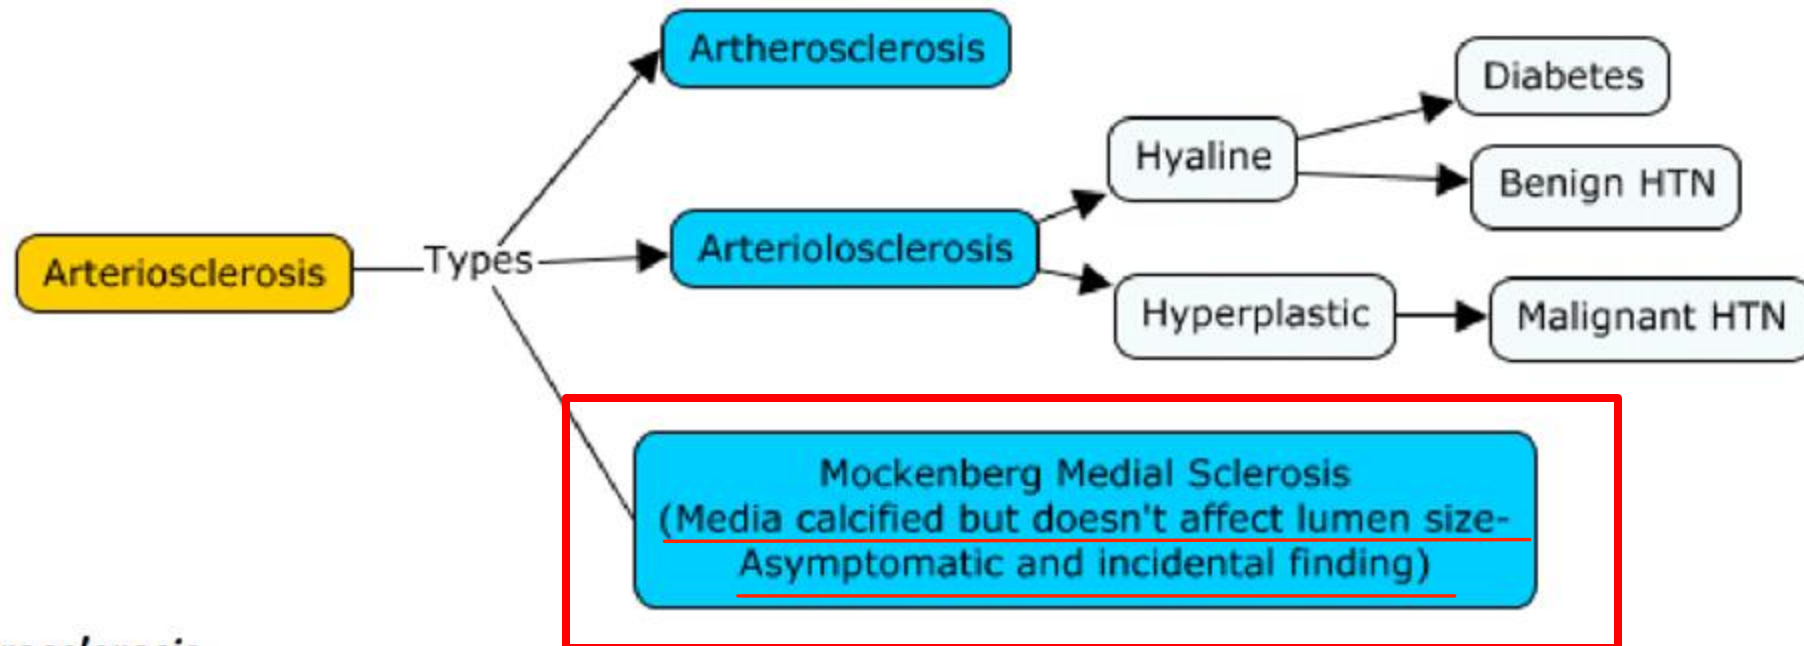 Artherosclerosis
Diabetes
Hyaline
Benign HTN
Arteriosclerosis
Types
Arteriolosclerosis
Hyperplastic
Malignant HTN
Mockenberg Medial Sclerosis
(Media calcified but doesn't affect lumen size-
Asymptomatic and incidental finding)